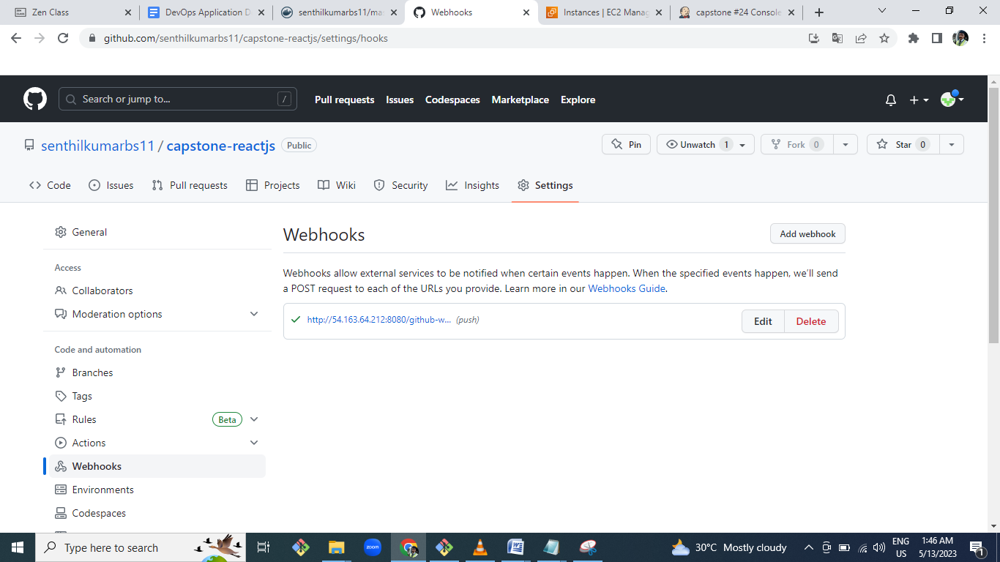 Zen Class
DevOps Application D
senthilkumarbs11/mas
Webhooks
Instances | EC2 Manag
capstone #24 Console
github.com/senthilkumarbs11/capstone-reactjs/settings/hooks
Search or jump to...
/
Pull requests
Issues
Codespaces
Marketplace
Explore
senthilkumarbs11 / capstone-reactjs
Public
Pin
Unwatch 1
Fork 0
Star 0
Code
Issues
Pull requests
Projects
Wiki
Security
Insights
Settings
General
Access
Collaborators
Moderation options
Code and automation
Branches
Tags
Rules
Beta
Actions
Webhooks
Environments
Codespaces
Webhooks
Add webhook
Webhooks allow external services to be notified when certain events happen. When the specified events happen, we’ll send
a POST request to each of the URLs you provide. Learn more in our Webhooks Guide.
http://54.163.64.212:8080/github-w... (push)
Edit
Delete
Type here to search
zoom
30°C Mostly cloudy
ENG
US
1:46 AM
5/13/2023
1